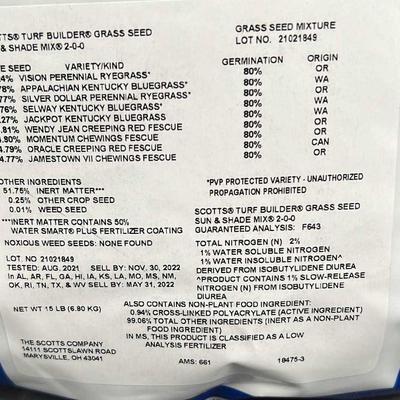 COTTS® TURF BUILDER® GRASS SEED
& SHADE MIX® 2-0-0
GRASS SEED MIXTURE
LOT NO. 21021849
E SEED VARIETY/KIND GERMINATION ORIGIN
4% VISION PERENNIAL RYEGRASS* 80% OR
78% APPALACHIAN KENTUCKY BLUEGRASS* 80% WA
77% SILVER DOLLAR PERENNIAL RYEGRASS* 80% OR
76% SELWAY KENTUCKY BLUEGRASS* 80% WA
.27% JACKPOT KENTUCKY BLUEGRASS 80% WA
.81% WENDY JEAN CREEPING RED FESCUE 80% OR
.80% MOMENTUM CHEWINGS FESCUE 80% OR
4.79% ORACLE CREEPING RED FESCUE 80% CAN
4.77% JAMESTOWN VII CHEWINGS FESCUE 80% OR
OTHER INGREDIENTS
51.75% INERT MATTER***
0.25% OTHER CROP SEED
0.01% WEED SEED
***INERT MATTER CONTAINS 50%
WATER SMART® PLUS FERTILIZER COATING
NOXIOUS WEED SEEDS: NONE FOUND
LOT NO 21021849
TESTED: AUG. 2021 SELL BY: NOV, 30, 2022
In AL, AR, FL, GA, HI, IA, KS, LA, MO, MS, NM,
OK, RI, TN, TX, & WV SELL BY: MAY 31, 2022
NET WT 15 LB (6.80 KG)
THE SCOTTS COMPANY
14111 SCOTTSLAWN ROAD
MARYSVILLE, OH 43041
*PVP PROTECTED VARIETY - UNAUTHORIZED
PROPAGATION PROHIBITED
SCOTTS® TURF BUILDER® GRASS SEED SUN
& SHADE MIX®2-0-0
GUARANTEED ANALYSIS: F643
TOTAL NITROGEN (N) 2%
1% WATER SOLUBLE NITROGEN
1% WATER INSOLUBLE NITROGEN^
DERIVED FROM ISOBUTYLIDENE DIUREA
^PRODUCT CONTAINS 1% SLOW-RELEASE
NITROGEN (N) FROM ISOBUTYLIDENE
DIUREA
ALSO CONTAINS NON-PLANT FOOD INGREDIENT:
0.94% CROSS-LINKED POLYACRYLATE (ACTIVE INGREDIENT)
99.06% TOTAL OTHER INGREDIENTS (INERT AS A NON-PLANT
FOOD INGREDIENT)
IN MS, THIS PRODUCT IS CLASSIFIED AS A LOW
ANALYSIS FERTILIZER
AMS: 661 18475-3